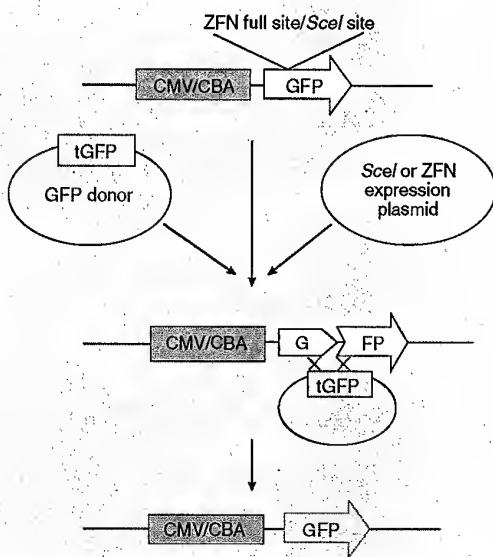 ZFN full site/SceI site
CMV/CBA
GFP
tGFP
GFP donor
SceI or ZFN
expression
plasmid
CMV/CBA
G
FP
tGFP
CMV/CBA
GFP